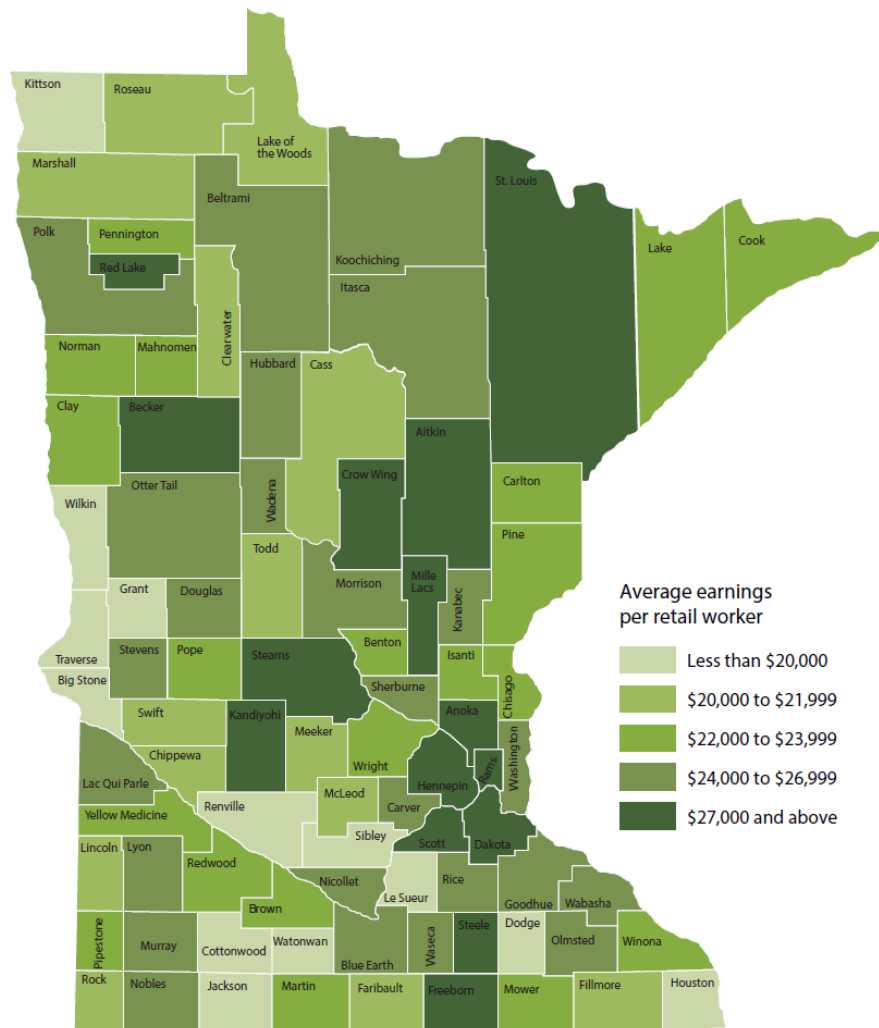 Kittson
Roseau
Lake of
the Woods
Marshall
St. Louis
Beltrami
Polk
Pennington
Lake
Cook
Koochiching
Red Lake
Itasca
Norman
Mahnomen
Clearwater
Hubbard
Cass
Clay
Becker
Aitkin
Crow Wing
Carlton
Otter Tail
Wadena
Wilkin
Pine
Todd
Grant
Douglas
Morrison
Mille
Lacs
Kanabec
Average earnings
per retail worker
Less than $20,000
$20,000 to $21,999
$22,000 to $23,999
$24,000 to $26,999
$27,000 and above
Traverse
Stevens
Pope
Stearns
Benton
Isanti
Chisago
Big Stone
Sherburne
Swift
Kandiyohi
Anoka
Meeker
Washington
Chippewa
Wright
Lac Qui Parle
Hennepin
Rams.
Renville
McLeod
Carver
Yellow Medicine
Sibley
Scott
Dakota
Lincoln
Lyon
Redwood
Nicollet
Le Sueur
Rice
Goodhue
Wabasha
Brown
Pipestone
Murray
Cottonwood
Watonwan
Blue Earth
Waseca
Steele
Dodge
Olmsted
Winona
Rock
Nobles
Jackson
Martin
Faribault
Freeborn
Mower
Fillmore
Houston